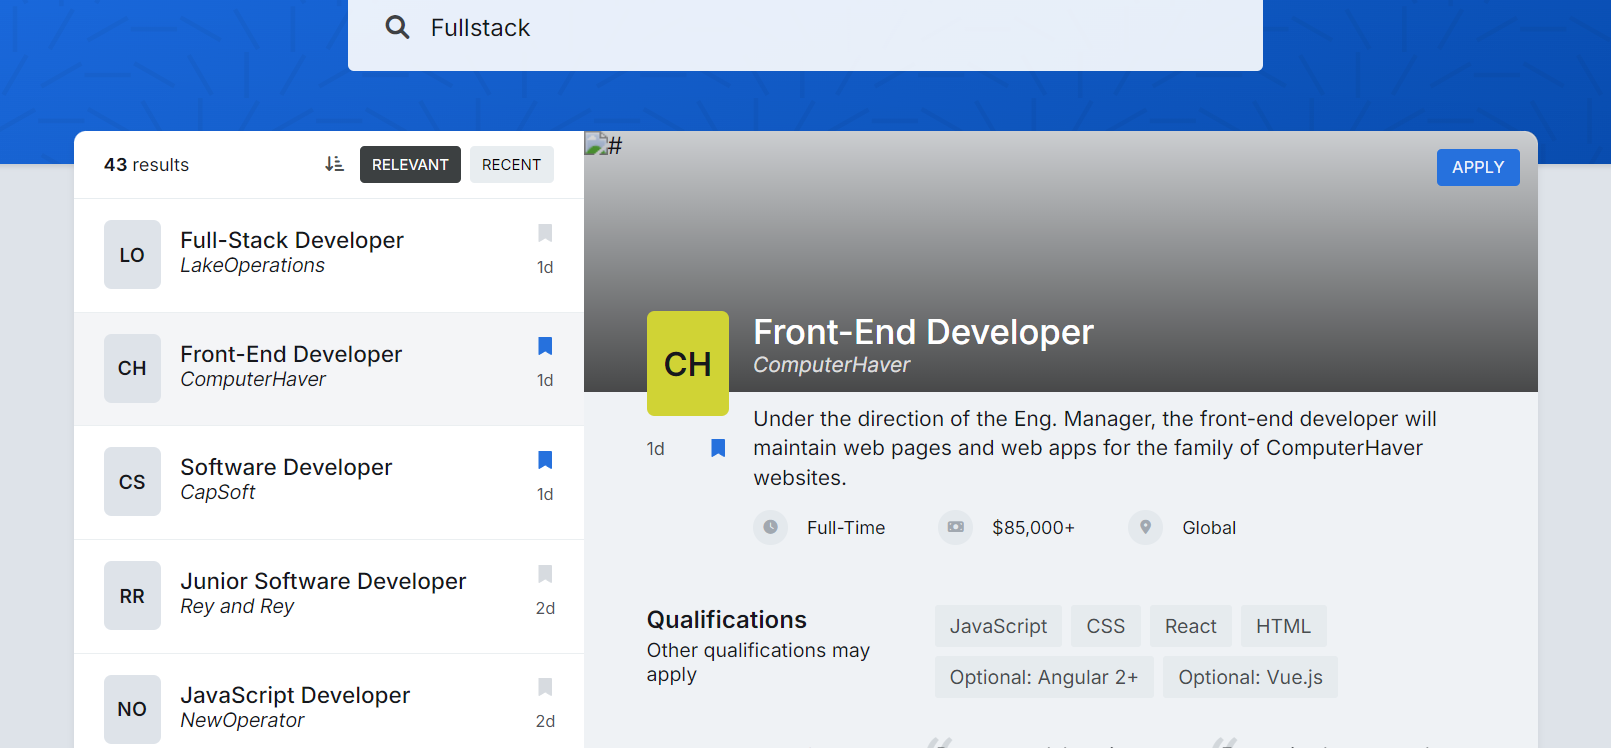 Fullstack
43 results
RELEVANT
RECENT
LO
Full-Stack Developer
LakeOperations
1d
CH
Front-End Developer
ComputerHaver
1d
CS
Software Developer
CapSoft
1d
RR
Junior Software Developer
Rey and Rey
2d
NO
JavaScript Developer
NewOperator
2d
#
APPLY
CH
Front-End Developer
ComputerHaver
1d
Under the direction of the Eng. Manager, the front-end developer will
maintain web pages and web apps for the family of ComputerHaver
websites.
Full-Time
$85,000+
Global
Qualifications
Other qualifications may
apply
JavaScript
CSS
React
HTML
Optional: Angular 2+
Optional: Vue.js